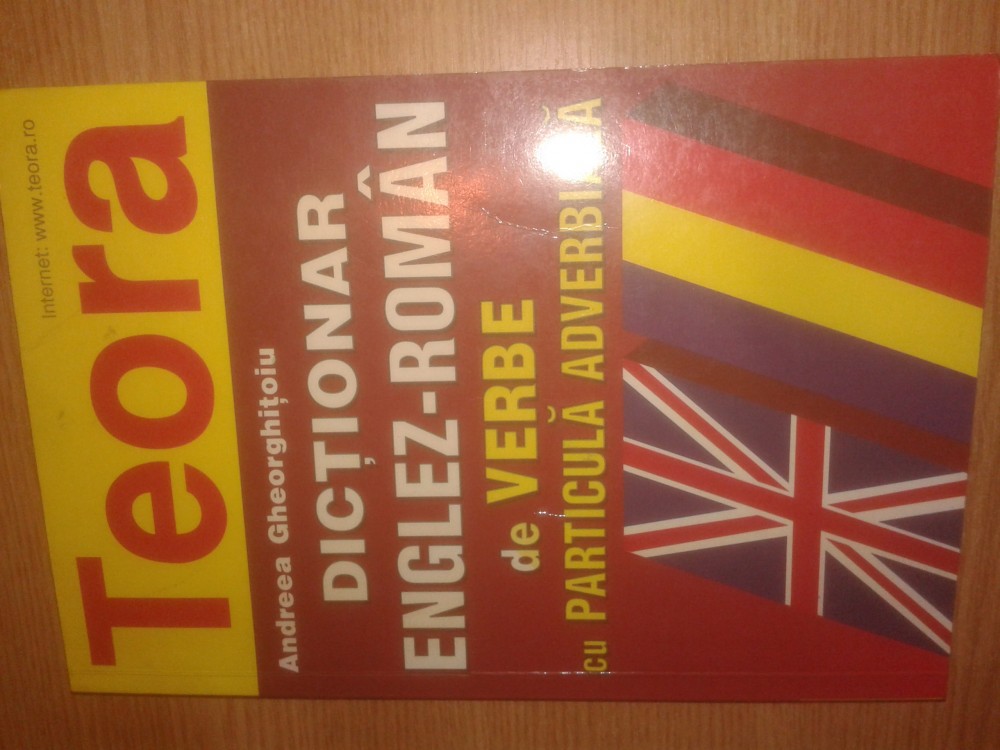 Internet: www.teora.ro
Teora
Andreea Gheorghițoiu
DICȚIONAR
ENGLEZ-ROMÂN
de VERBE
cu PARTICULĂ ADVERBIALĂ